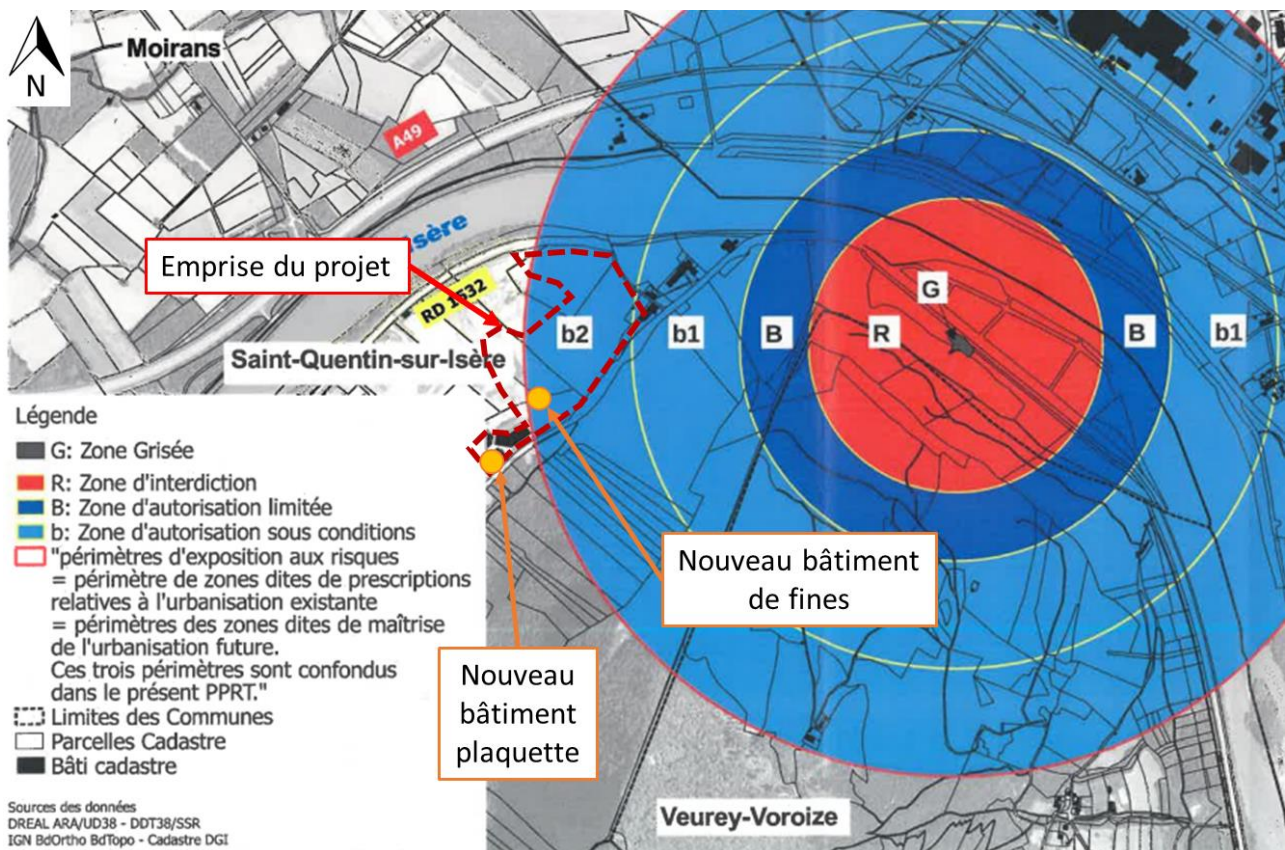 Moirans
N
A49
Isère
Emprise du projet
RD 1532
G
b2
b1
B
R
B
b1
Saint-Quentin-sur-Isère
Légende
G: Zone Grisée
R: Zone d'interdiction
B: Zone d'autorisation limitée
b: Zone d'autorisation sous conditions
"périmètres d'exposition aux risques
= périmètre de zones dites de prescriptions
relatives à l'urbanisation existante
= périmètres des zones dites de maîtrise
de l'urbanisation future.
Ces trois périmètres sont confondus
dans le présent PPRT."
Limites des Communes
Parcelles Cadastre
Bâti cadastre
Nouveau bâtiment
de fines
Nouveau
bâtiment
plaquette
Sources des données
DREAL ARA/UD38 - DDT38/SSR
IGN BdOrtho BdTopo - Cadastre DGI
Veurey-Voroize